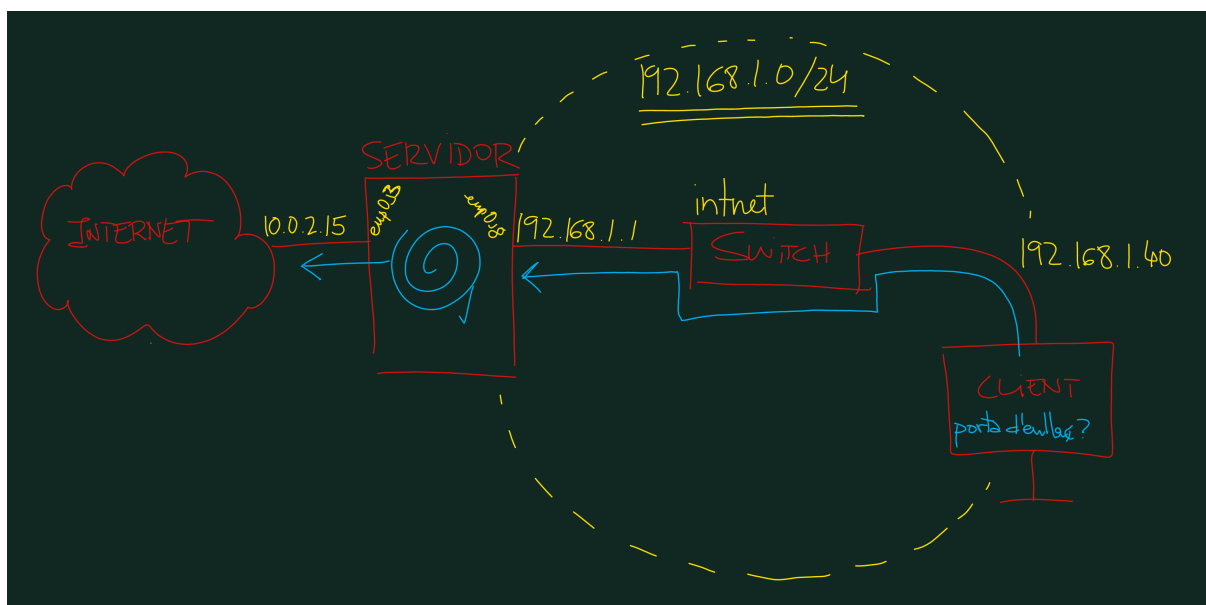 192.168.1.0/24
SERVIDOR
INTERNET
10.0.2.15
enp0s3
enp0s8
192.168.1.1
intnet
SWITCH
192.168.1.40
CLIENT
porta d'enllaç?